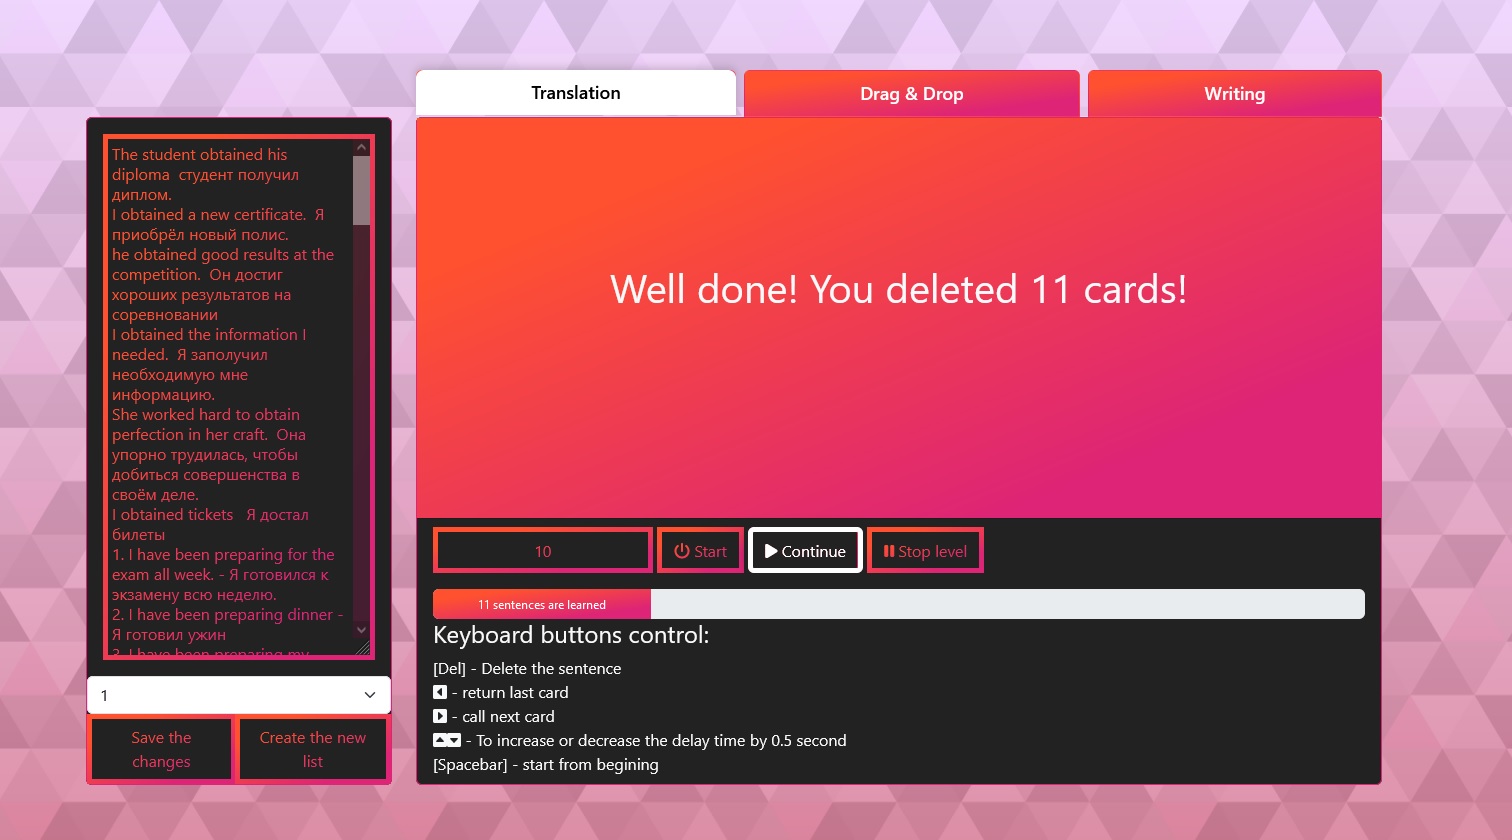 Translation
Drag & Drop
Writing
The student obtained his
diploma  студент получил
диплом.
I obtained a new certificate.  Я
приобрёл новый полис.
he obtained good results at the
competition.  Он достиг
хороших результатов на
соревновании
I obtained the information I
needed.  Я заполучил
необходимую мне
информацию.
She worked hard to obtain
perfection in her craft.  Она
упорно трудилась, чтобы
добиться совершенства в
своём деле.
I obtained tickets   Я достал
билеты
1. I have been preparing for the
exam all week. - Я готовился к
экзамену всю неделю.
2. I have been preparing dinner -
Я готовил ужин
3. I have been preparing my
1
Save the
changes
Create the new
list
Well done! You deleted 11 cards!
10
Start
Continue
Stop level
11 sentences are learned
Keyboard buttons control:
[Del] - Delete the sentence
- return last card
- call next card
- To increase or decrease the delay time by 0.5 second
[Spacebar] - start from begining